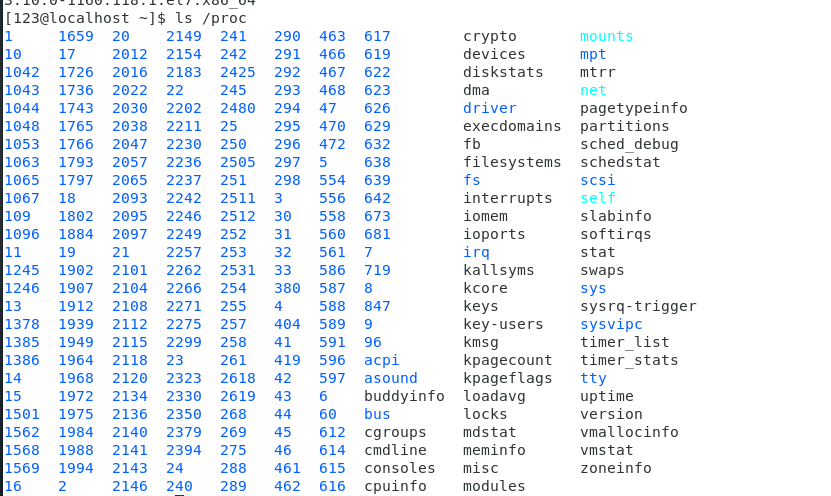 3.10.0-1160.118.1.el7.x86_64
[123@localhost ~]$ ls /proc
1 1659 20 2149 241 290 463 617 crypto mounts
10 17 2012 2154 242 291 466 619 devices mpt
1042 1726 2016 2183 2425 292 467 622 diskstats mtrr
1043 1736 2022 22 245 293 468 623 dma net
1044 1743 2030 2202 2480 294 47 626 driver pagetypeinfo
1048 1765 2038 2211 25 295 470 629 execdomains partitions
1053 1766 2047 2230 250 296 472 632 fb sched_debug
1063 1793 2057 2236 2505 297 5 638 filesystems schedstat
1065 1797 2065 2237 251 298 554 639 fs scsi
1067 18 2093 2242 2511 3 556 642 interrupts self
109 1802 2095 2246 2512 30 558 673 iomem slabinfo
1096 1884 2097 2249 252 31 560 681 ioports softirqs
11 19 21 2257 253 32 561 7 irq stat
1245 1902 2101 2262 2531 33 586 719 kallsyms swaps
1246 1907 2104 2266 254 380 587 8 kcore sys
13 1912 2108 2271 255 4 588 847 keys sysrq-trigger
1378 1939 2112 2275 257 404 589 9 key-users sysvipc
1385 1949 2115 2299 258 41 591 96 kmsg timer_list
1386 1964 2118 23 261 419 596 acpi kpagecount timer_stats
14 1968 2120 2323 2618 42 597 asound kpageflags tty
15 1972 2134 2330 2619 43 6 buddyinfo loadavg uptime
1501 1975 2136 2350 268 44 60 bus locks version
1562 1984 2140 2379 269 45 612 cgroups mdstat vmallocinfo
1568 1988 2141 2394 275 46 614 cmdline meminfo vmstat
1569 1994 2143 24 288 461 615 consoles misc zoneinfo
16 2 2146 240 289 462 616 cpuinfo modules